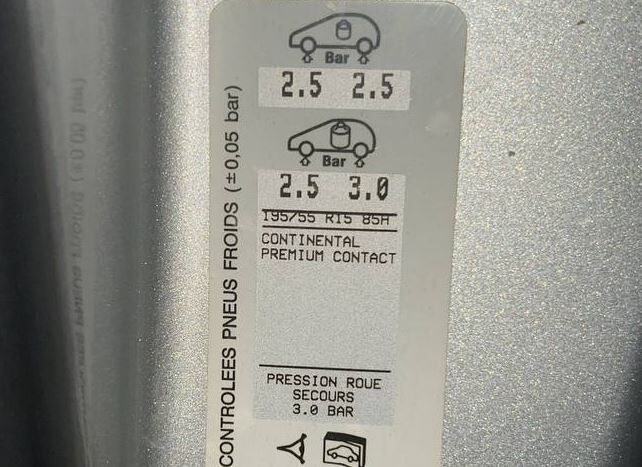 Bar
2.5 2.5
Bar
2.5 3.0
195/55 R15 85H
CONTINENTAL
PREMIUM CONTACT
PRESSION ROUE
SECOURS
3.0 BAR
CONTROLEES PNEUS FROIDS (±0,05 bar)